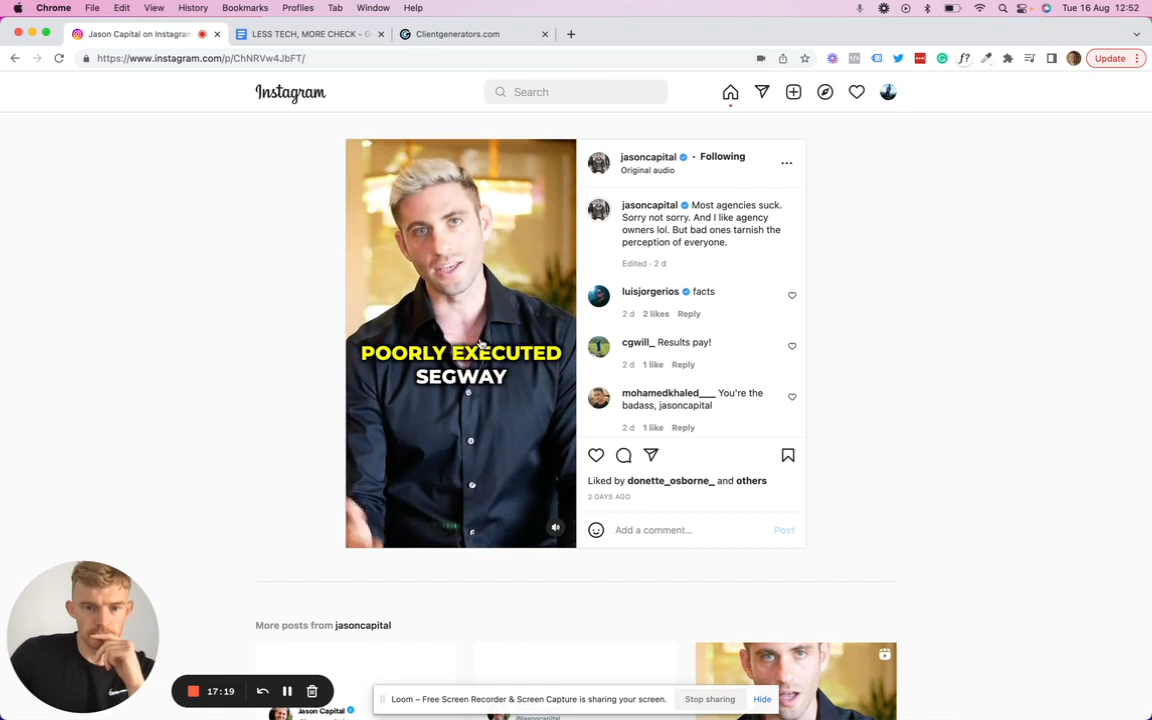 Chrome File Edit View History Bookmarks Profiles Tab Window Help Tue 16 Aug 12:52
Jason Capital on Instagram
LESS TECH, MORE CHECK - G
Clientgenerators.com
https://www.instagram.com/p/ChNRVw4JbFT/
Update
Instagram
Search
jasoncapital · Following
Original audio
jasoncapital Most agencies suck.
Sorry not sorry. And I like agency
owners lol. But bad ones tarnish the
perception of everyone.
Edited · 2 d
luisjorgerios facts
2 d 2 likes Reply
cgwill_ Results pay!
2 d 1 like Reply
mohamedkhaled___ You're the
badass, jasoncapital
2 d 1 like Reply
POORLY EXECUTED
SEGWAY
Liked by donette_osborne_ and others
2 DAYS AGO
Add a comment... Post
More posts from jasoncapital
17:19
Loom – Free Screen Recorder & Screen Capture is sharing your screen. Stop sharing Hide
Jason Capital
@jasoncapital